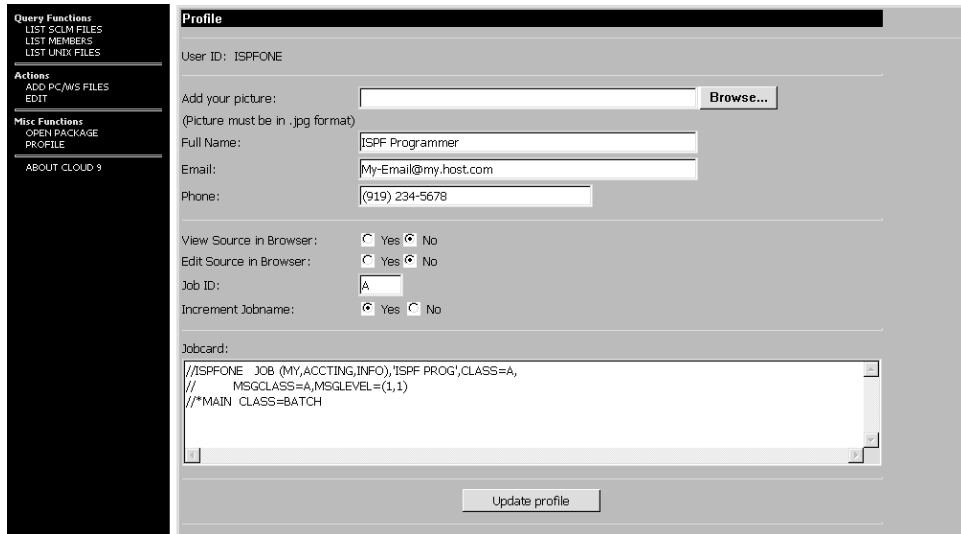 Query Functions
LIST SCLM FILES
LIST MEMBERS
LIST UNIX FILES
Actions
ADD PC/WS FILES
EDIT
Misc Functions
OPEN PACKAGE
PROFILE
ABOUT CLOUD 9
Profile
User ID: ISPFONE
Add your picture: Browse...
(Picture must be in .jpg format)
Full Name: ISPF Programmer
Email: My-Email@my.host.com
Phone: (919) 234-5678
View Source in Browser: Yes No
Edit Source in Browser: Yes No
Job ID: A
Increment Jobname: Yes No
Jobcard:
//ISPFONE JOB (MY,ACCTING,INFO),'ISPF PROG',CLASS=A,
// MSGCLASS=A,MSGLEVEL=(1,1)
//*MAIN CLASS=BATCH
Update profile